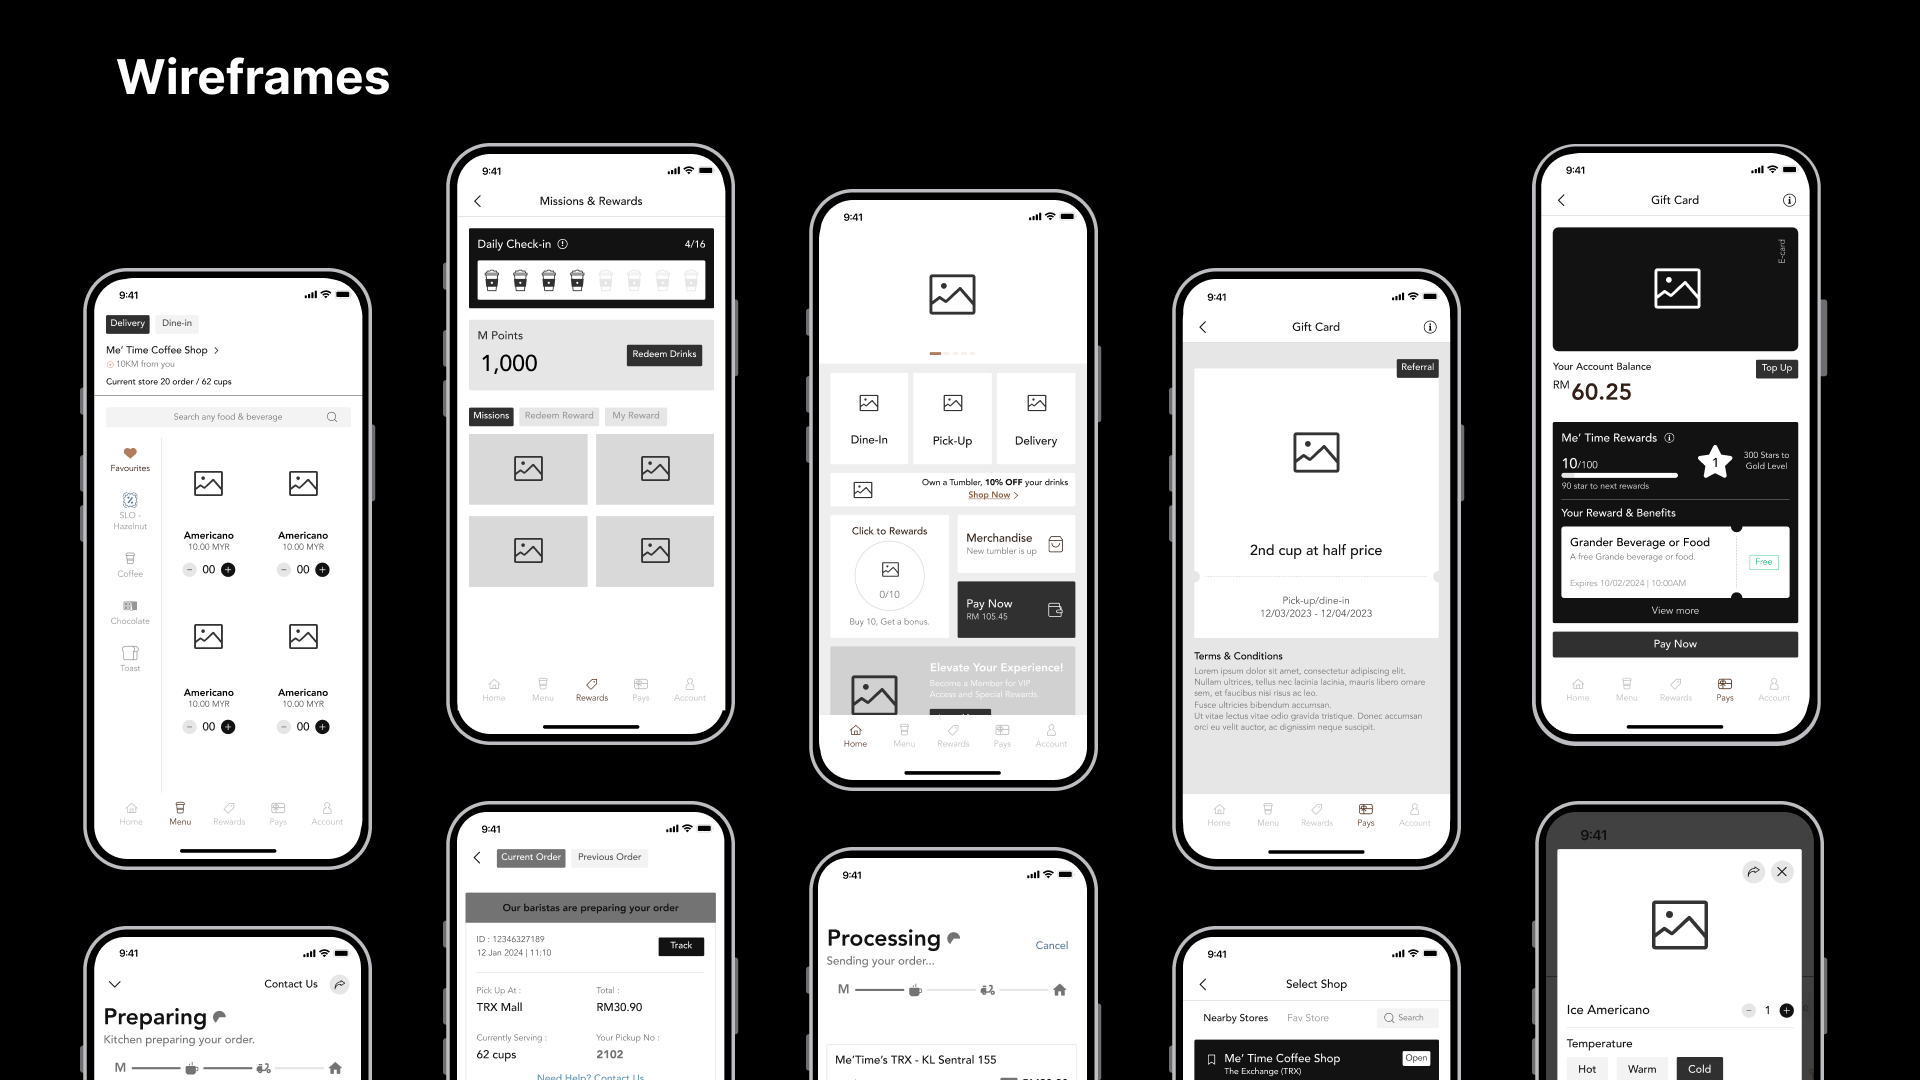 Wireframes
9:41
Delivery
Dine-in
Me’ Time Coffee Shop
10KM from you
Current store 20 order / 62 cups
Search any food & beverage
Favourites
SLO -
Hazelnut
Coffee
Chocolate
Toast
Americano
10.00 MYR
00
Americano
10.00 MYR
00
Americano
10.00 MYR
00
Americano
10.00 MYR
00
Home
Menu
Rewards
Pays
Account
9:41
Contact Us
Preparing
Kitchen preparing your order.
M
9:41
Missions & Rewards
Daily Check-in
4/16
M Points
1,000
Redeem Drinks
Missions
Redeem Reward
My Reward
Home
Menu
Rewards
Pays
Account
9:41
Current Order
Previous Order
Our baristas are preparing your order
ID : 12346327189
12 Jan 2024 | 11:10
Track
Pick Up At :
TRX Mall
Total :
RM30.90
Currently Serving :
62 cups
Your Pickup No :
2102
Need Help? Contact Us
9:41
Dine-In
Pick-Up
Delivery
Own a Tumbler, 10% OFF your drinks
Shop Now
Click to Rewards
0/10
Buy 10, Get a bonus.
Merchandise
New tumbler is up
Pay Now
RM 105.45
Elevate Your Experience!
Become a Member for VIP
Access and Special Rewards.
Home
Menu
Rewards
Pays
Account
9:41
Processing
Sending your order...
Cancel
M
Me’Time’s TRX - KL Sentral 155
9:41
Gift Card
Referral
2nd cup at half price
Pick-up/dine-in
12/03/2023 - 12/04/2023
Terms & Conditions
Lorem ipsum dolor sit amet, consectetur adipiscing elit.
Nullam ultrices, tellus nec lacinia lacinia, mauris libero ornare
sem, et faucibus nisi risus ac leo.
Fusce ultricies bibendum accumsan.
Ut vitae lectus vitae odio gravida tristique. Donec accumsan
orci eu velit auctor, ac dignissim neque suscipit.
Home
Menu
Rewards
Pays
Account
9:41
Select Shop
Nearby Stores
Fav Store
Search
Me’ Time Coffee Shop
The Exchange (TRX)
Open
9:41
Gift Card
E-card
Your Account Balance
RM 60.25
Top Up
Me’ Time Rewards
10/100
90 star to next rewards
1
300 Stars to
Gold Level
Your Reward & Benefits
Grander Beverage or Food
A free Grande beverage or food.
Expires 10/02/2024 | 10:00AM
Free
View more
Pay Now
Home
Menu
Rewards
Pays
Account
9:41
Ice Americano
1
Temperature
Hot
Warm
Cold